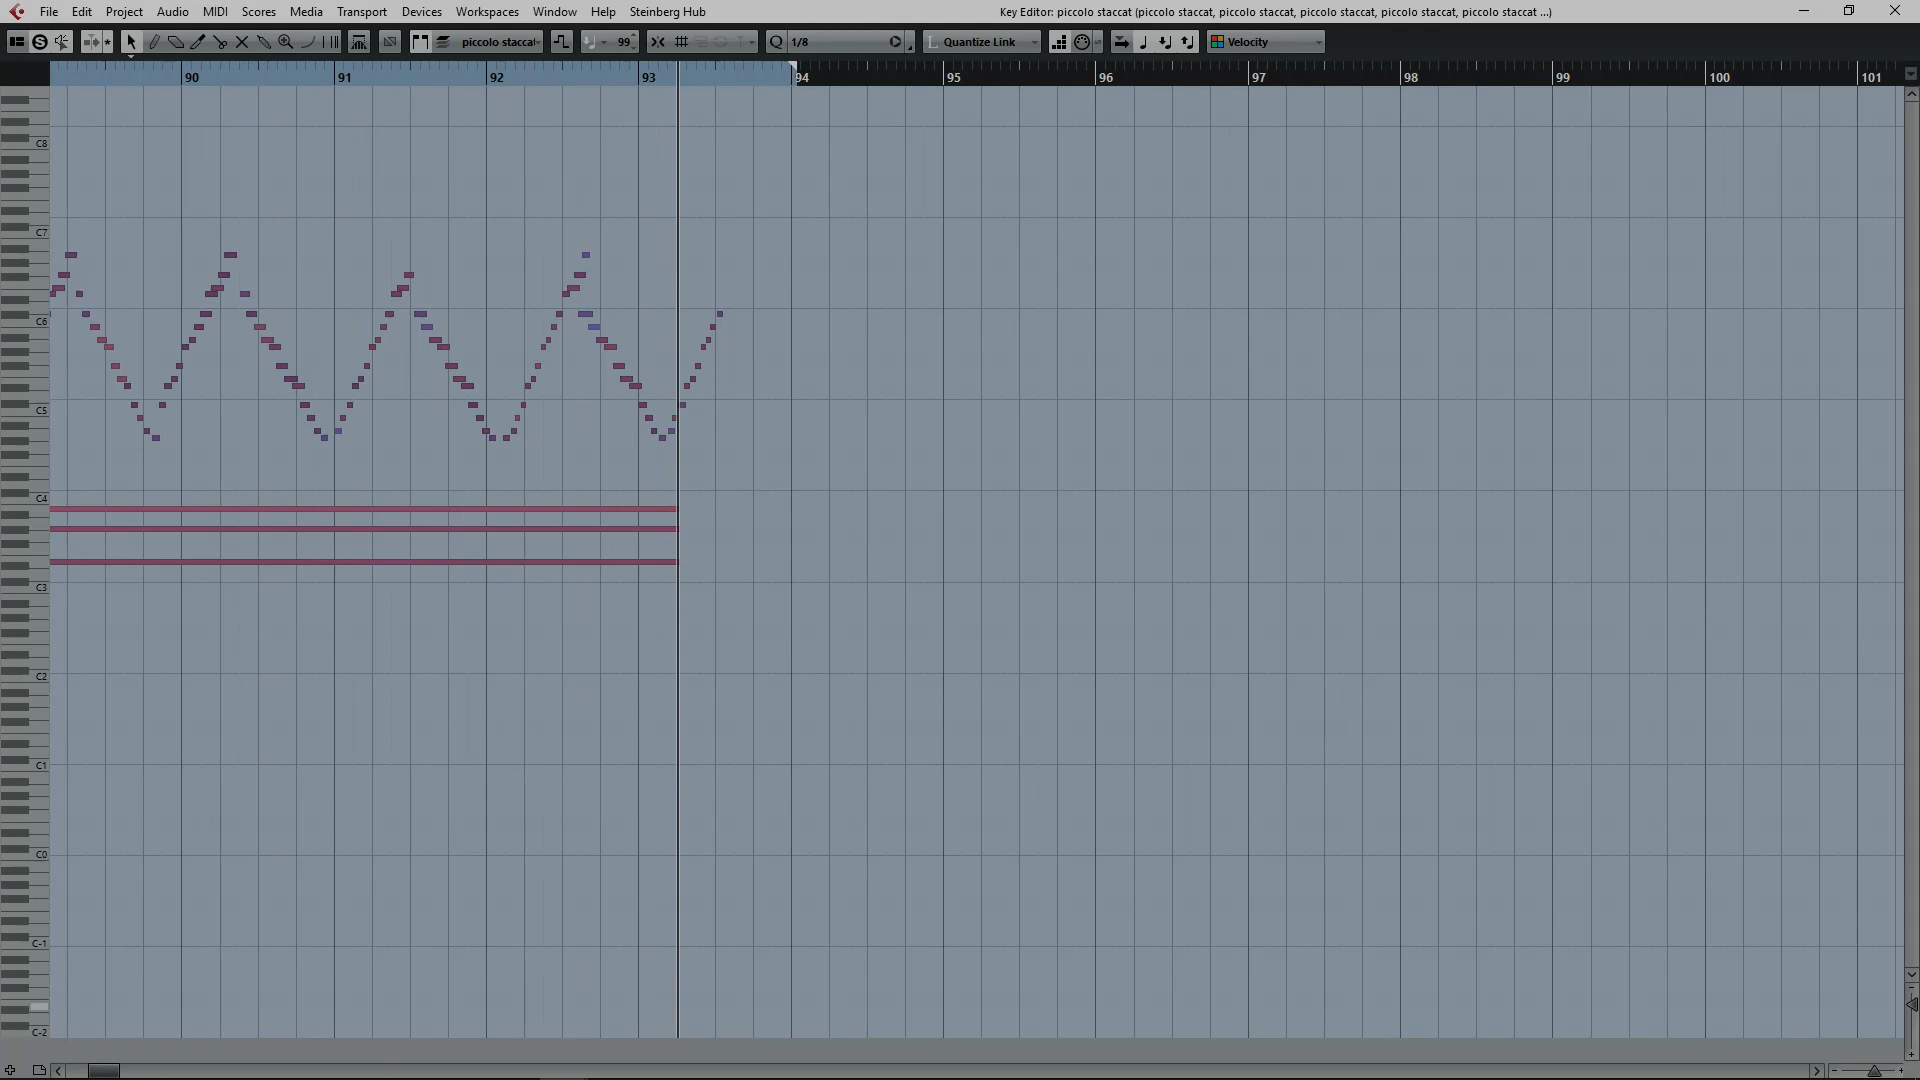 File Edit Project Audio MIDI Scores Media Transport Devices Workspaces Window Help Steinberg Hub Key Editor: piccolo staccat (piccolo staccat, piccolo staccat, piccolo staccat, piccolo staccat, piccolo staccat ...)
piccolo stacca 99 Q 1/8 L Quantize Link Velocity
90 91 92 93 94 95 96 97 98 99 100 101
C8
C7
C6
C5
C4
C3
C2
C1
C0
C-1
C-2